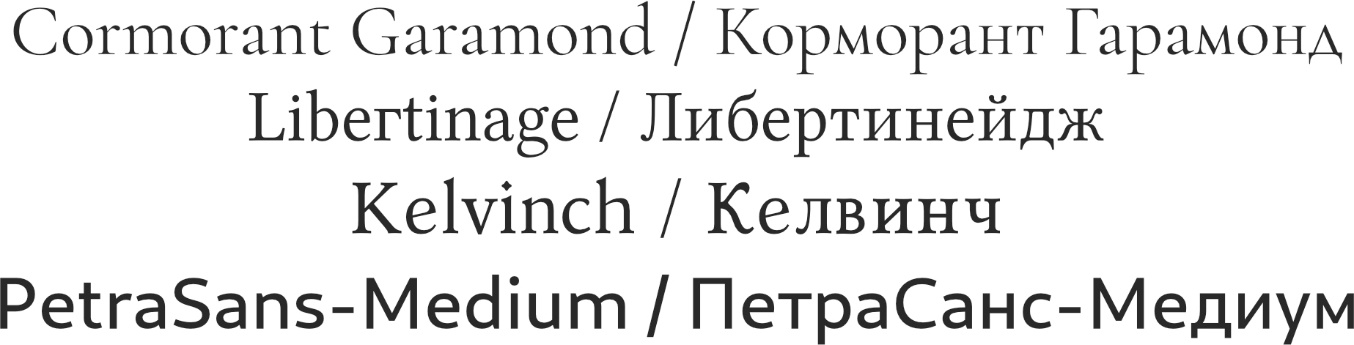 Cormorant Garamond / Корморант Гарамонд
Libertinage / Либертинейдж
Kelvinch / Келвинч
PetraSans-Medium / ПетраСанс-Медиум